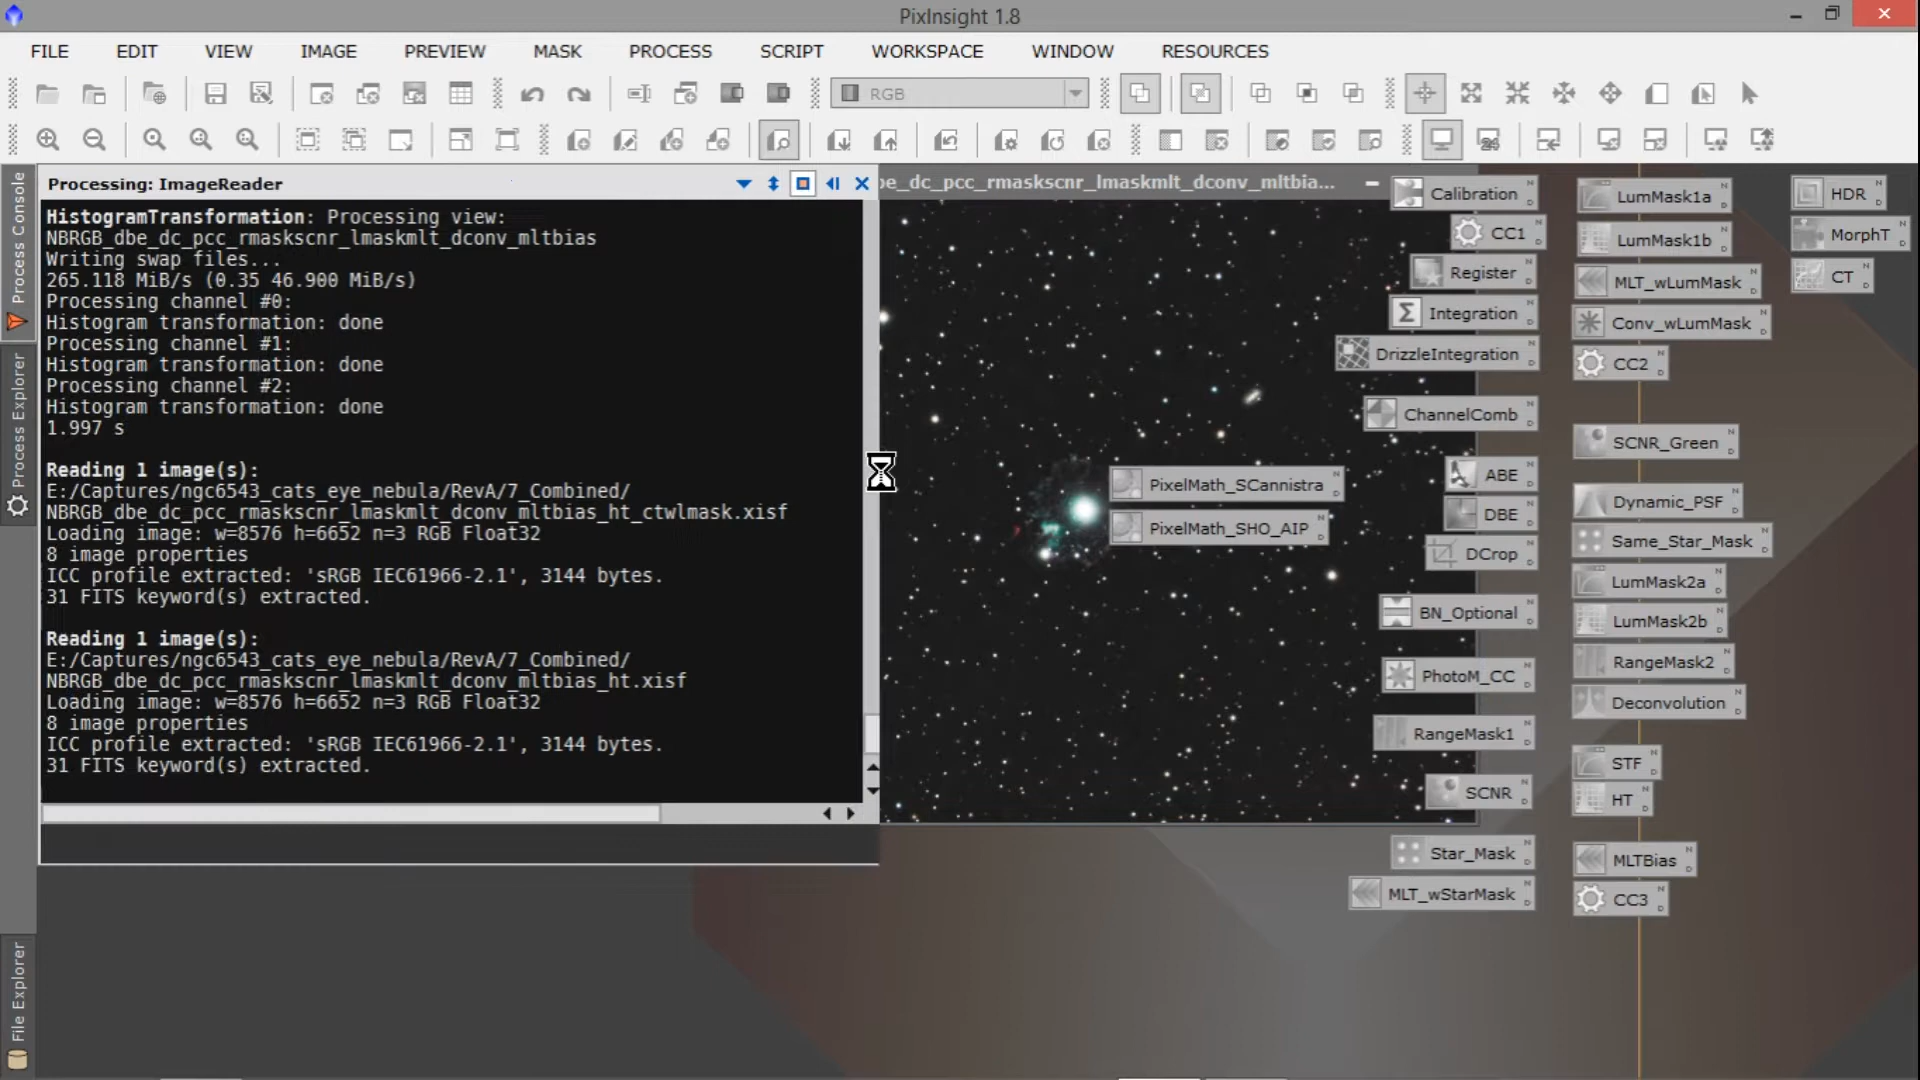 PixInsight 1.8
FILE EDIT VIEW IMAGE PREVIEW MASK PROCESS SCRIPT WORKSPACE WINDOW RESOURCES
RGB
24
Process Console
Process Explorer
File Explorer
Processing: ImageReader
HistogramTransformation: Processing view:
NBRGB_dbe_dc_pcc_rmaskscnr_lmaskmlt_dconv_mltbias
Writing swap files...
265.118 MiB/s (0.35 46.900 MiB/s)
Processing channel #0:
Histogram transformation: done
Processing channel #1:
Histogram transformation: done
Processing channel #2:
Histogram transformation: done
1.997 s
Reading 1 image(s):
E:/Captures/ngc6543_cats_eye_nebula/RevA/7_Combined/
NBRGB_dbe_dc_pcc_rmaskscnr_lmaskmlt_dconv_mltbias_ht_ctwlmask.xisf
Loading image: w=8576 h=6652 n=3 RGB Float32
8 image properties
ICC profile extracted: 'sRGB IEC61966-2.1', 3144 bytes.
31 FITS keyword(s) extracted.
Reading 1 image(s):
E:/Captures/ngc6543_cats_eye_nebula/RevA/7_Combined/
NBRGB_dbe_dc_pcc_rmaskscnr_lmaskmlt_dconv_mltbias_ht.xisf
Loading image: w=8576 h=6652 n=3 RGB Float32
8 image properties
ICC profile extracted: 'sRGB IEC61966-2.1', 3144 bytes.
31 FITS keyword(s) extracted.
be_dc_pcc_rmaskscnr_lmaskmlt_dconv_mltbia...
PixelMath_SCannistra
PixelMath_SHO_AIP
Calibration
CC1
Register
Integration
DrizzleIntegration
ChannelComb
ABE
DBE
DCrop
BN_Optional
PhotoM_CC
RangeMask1
SCNR
Star_Mask
MLT_wStarMask
LumMask1a
LumMask1b
MLT_wLumMask
Conv_wLumMask
CC2
SCNR_Green
Dynamic_PSF
Same_Star_Mask
LumMask2a
LumMask2b
RangeMask2
Deconvolution
STF
HT
MLTBias
CC3
HDR
MorphT
CT